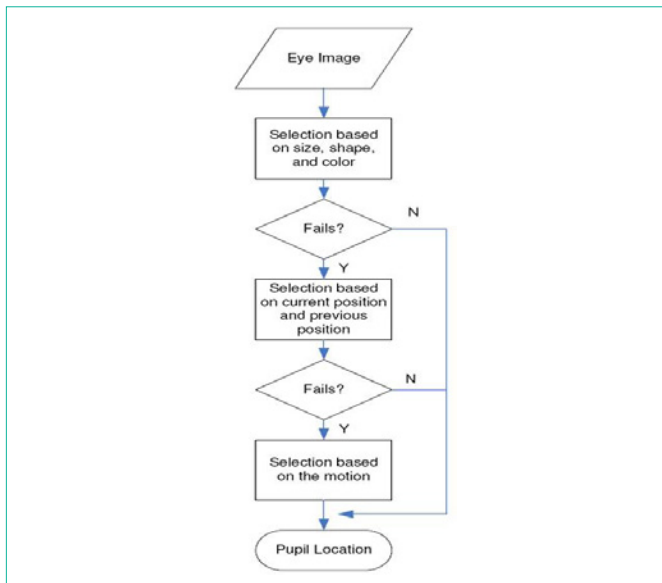 Eye Image
Selection based
on size, shape,
and color
N
Fails?
Y
Selection based
on current position
and previous
position
N
Fails?
Y
Selection based
on the motion
Pupil Location